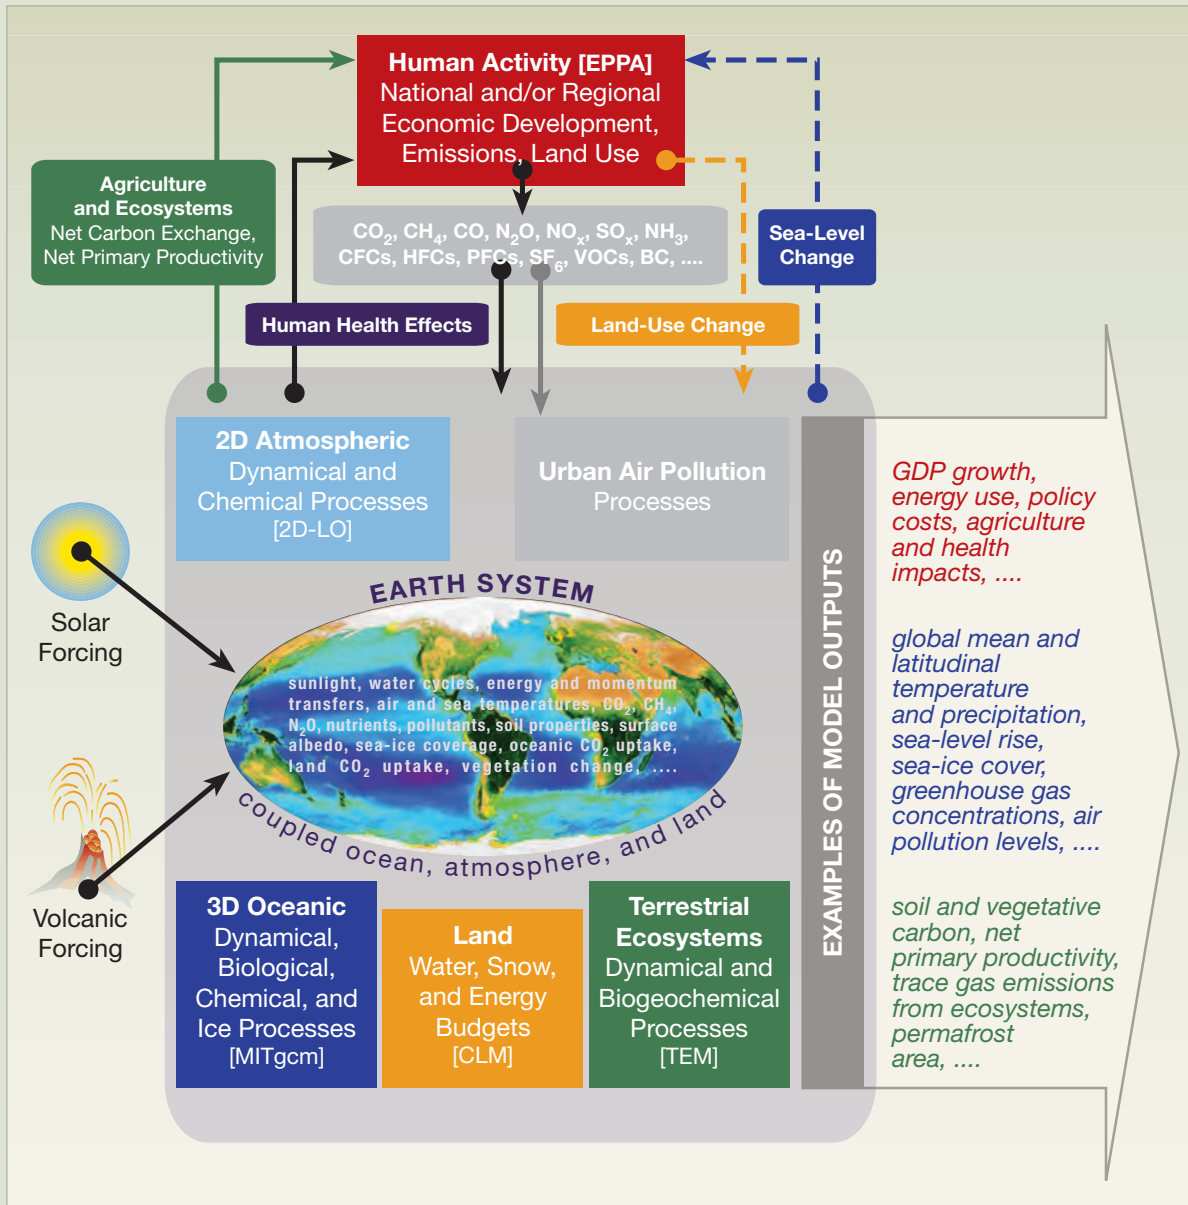 Human Activity [EPPA]
National and/or Regional
Economic Development,
Emissions, Land Use
Agriculture
and Ecosystems
Net Carbon Exchange,
Net Primary Productivity
CO₂, CH₄, CO, N₂O, NOₓ, SOₓ, NH₃,
CFCs, HFCs, PFCs, SF₆, VOCs, BC, ....
Sea-Level
Change
Human Health Effects
Land-Use Change
2D Atmospheric
Dynamical and
Chemical Processes
[2D-LO]
Urban Air Pollution
Processes
Solar
Forcing
Volcanic
Forcing
EARTH SYSTEM
sunlight, water cycles, energy and momentum
transfers, air and sea temperatures, CO₂, CH₄,
N₂O, nutrients, pollutants, soil properties, surface
albedo, sea-ice coverage, oceanic CO₂ uptake,
land CO₂ uptake, vegetation change, ....
coupled ocean, atmosphere, and land
3D Oceanic
Dynamical,
Biological,
Chemical, and
Ice Processes
[MITgcm]
Land
Water, Snow,
and Energy
Budgets
[CLM]
Terrestrial
Ecosystems
Dynamical and
Biogeochemical
Processes
[TEM]
EXAMPLES OF MODEL OUTPUTS
GDP growth,
energy use, policy
costs, agriculture
and health
impacts, ....
global mean and
latitudinal
temperature
and precipitation,
sea-level rise,
sea-ice cover,
greenhouse gas
concentrations, air
pollution levels, ....
soil and vegetative
carbon, net
primary productivity,
trace gas emissions
from ecosystems,
permafrost
area, ....